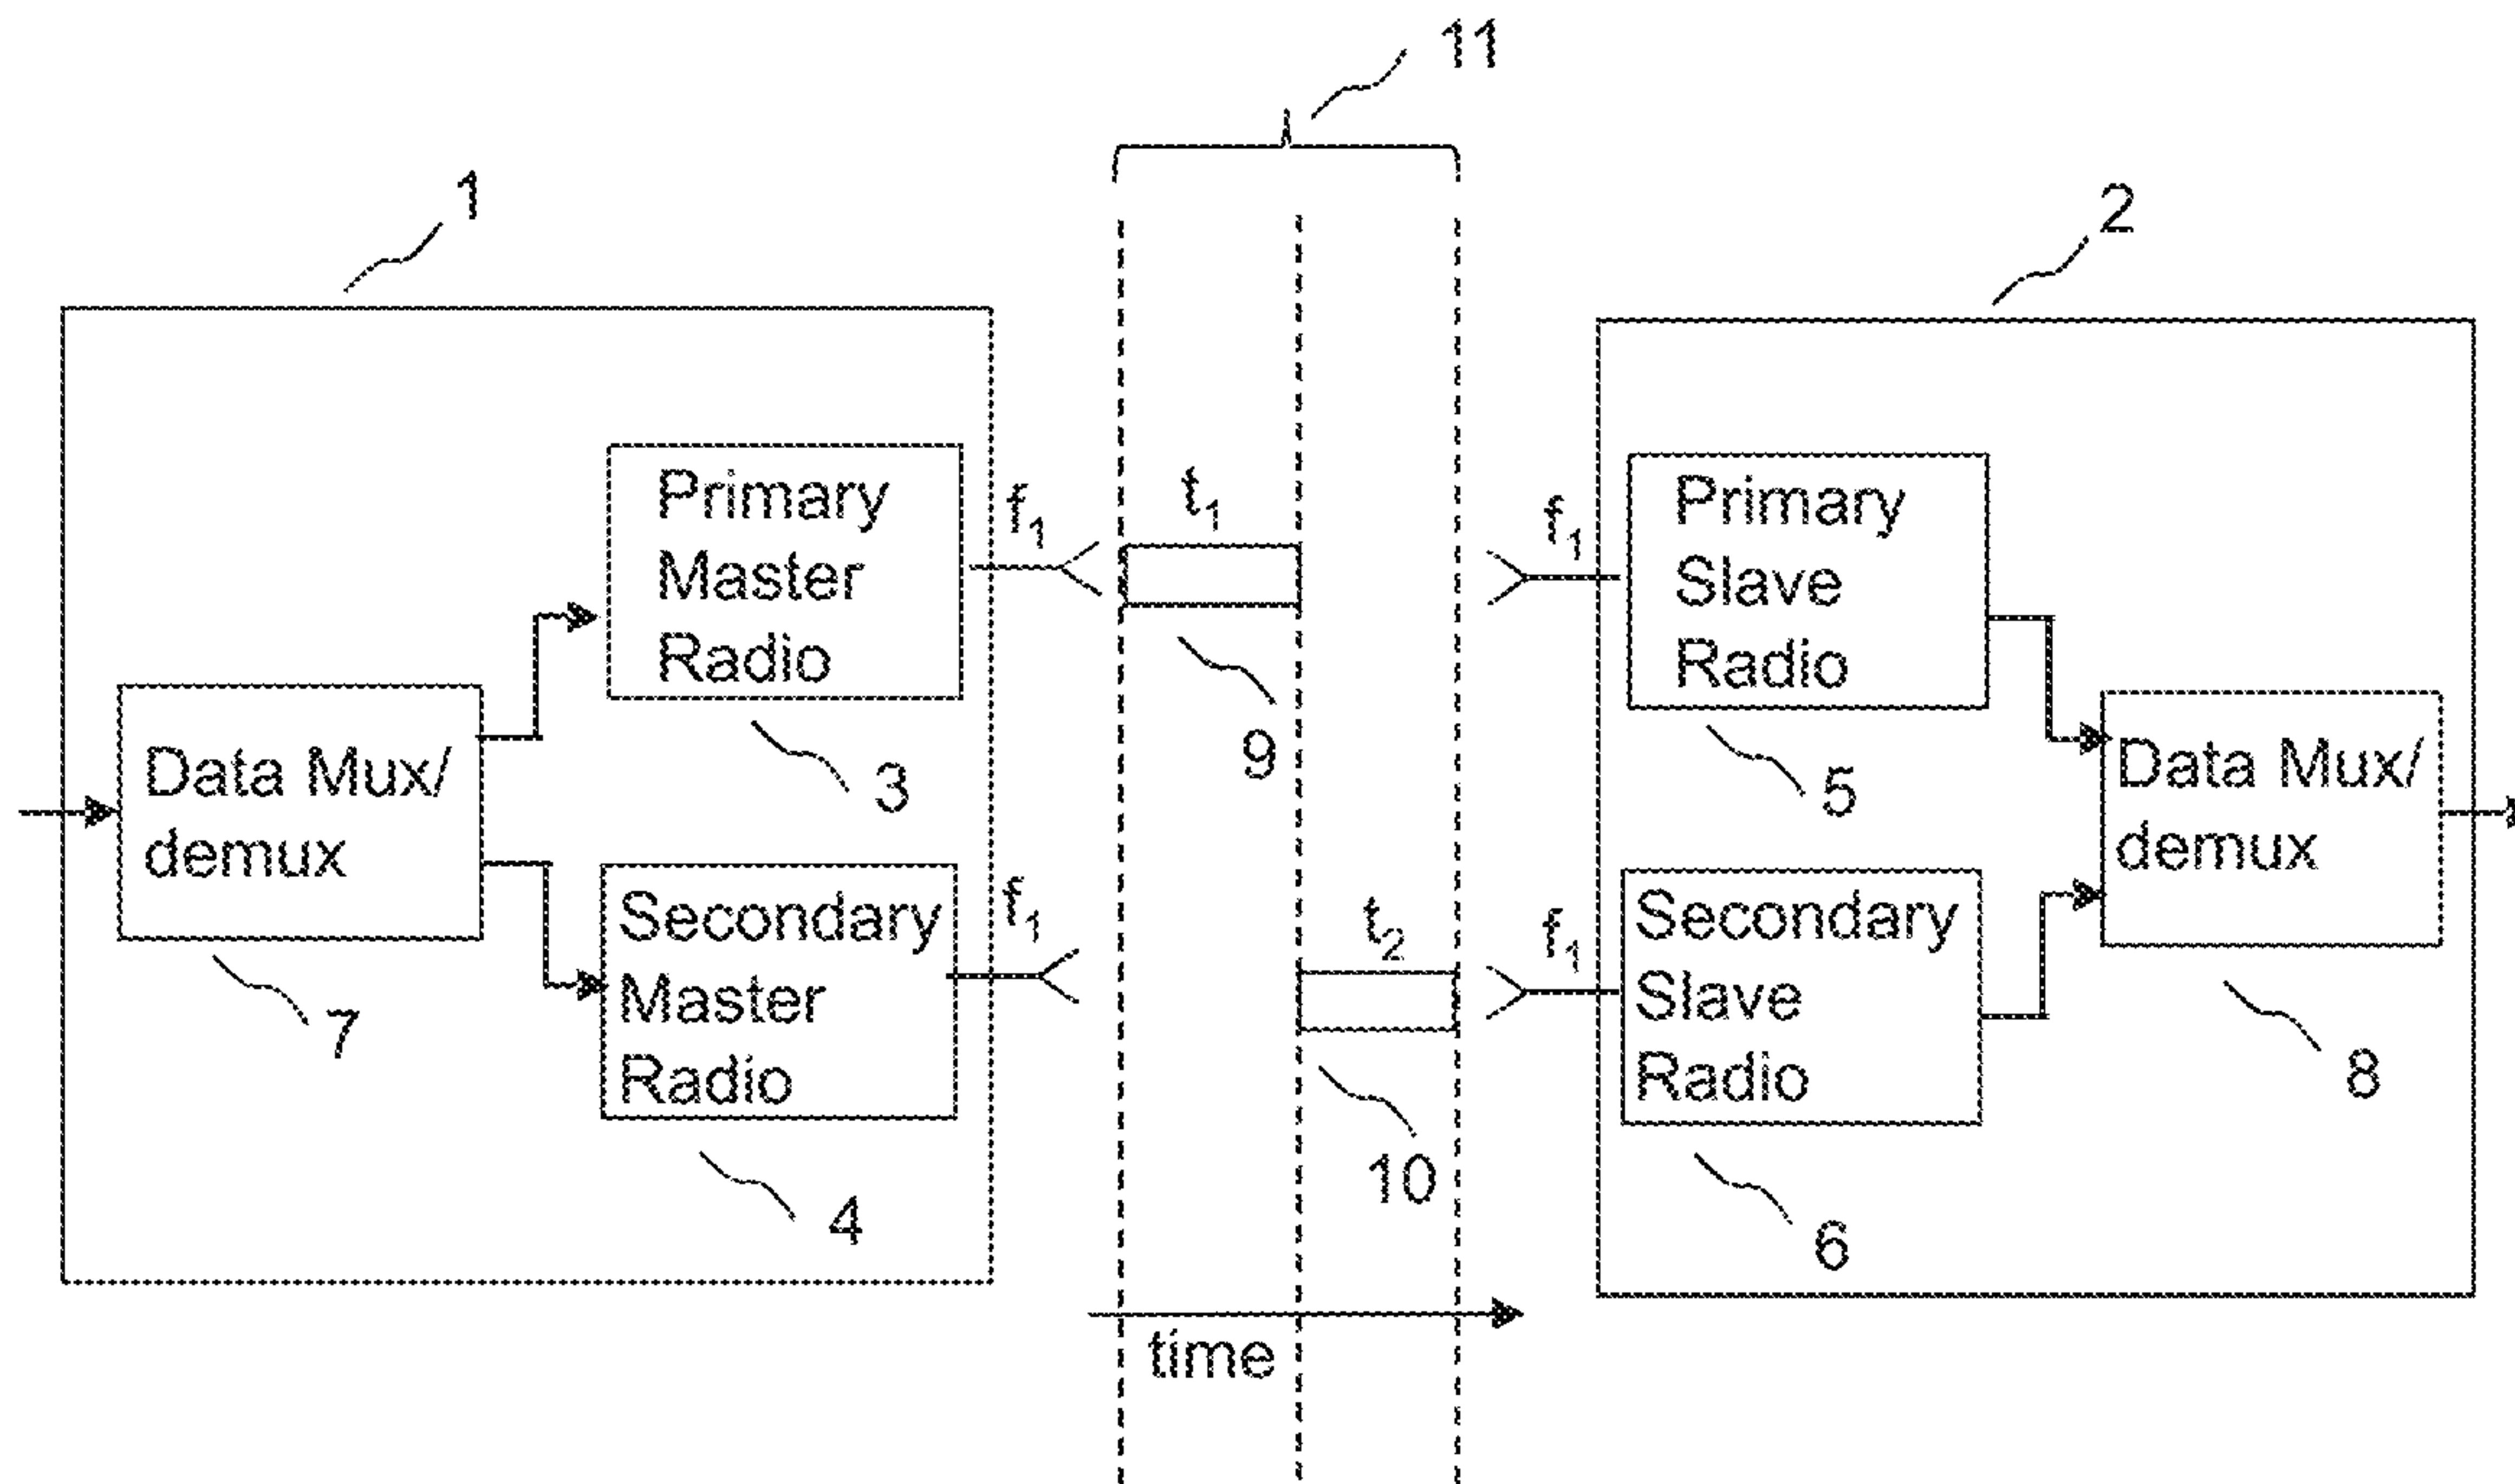 11
1
2
Primary
Master
Radio
f1
t1
f1
Primary
Slave
Radio
3
9
5
Data Mux/
demux
7
Secondary
Master
Radio
f1
t2
f1
Secondary
Slave
Radio
Data Mux/
demux
4
10
6
8
time